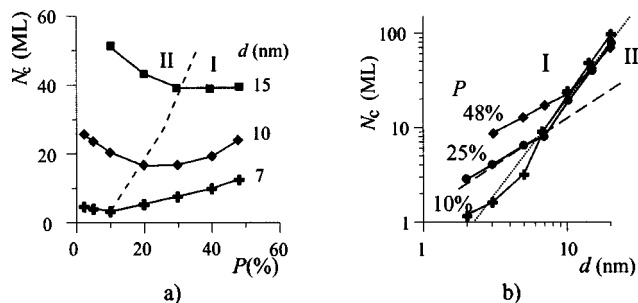 60
40
20
0
N_c (ML)
II I d (nm)
15
10
7
0 20 40 60
P(%)
a)
100
10
1
N_c (ML)
I II
P
48%
25%
10%
1 10
d (nm)
b)